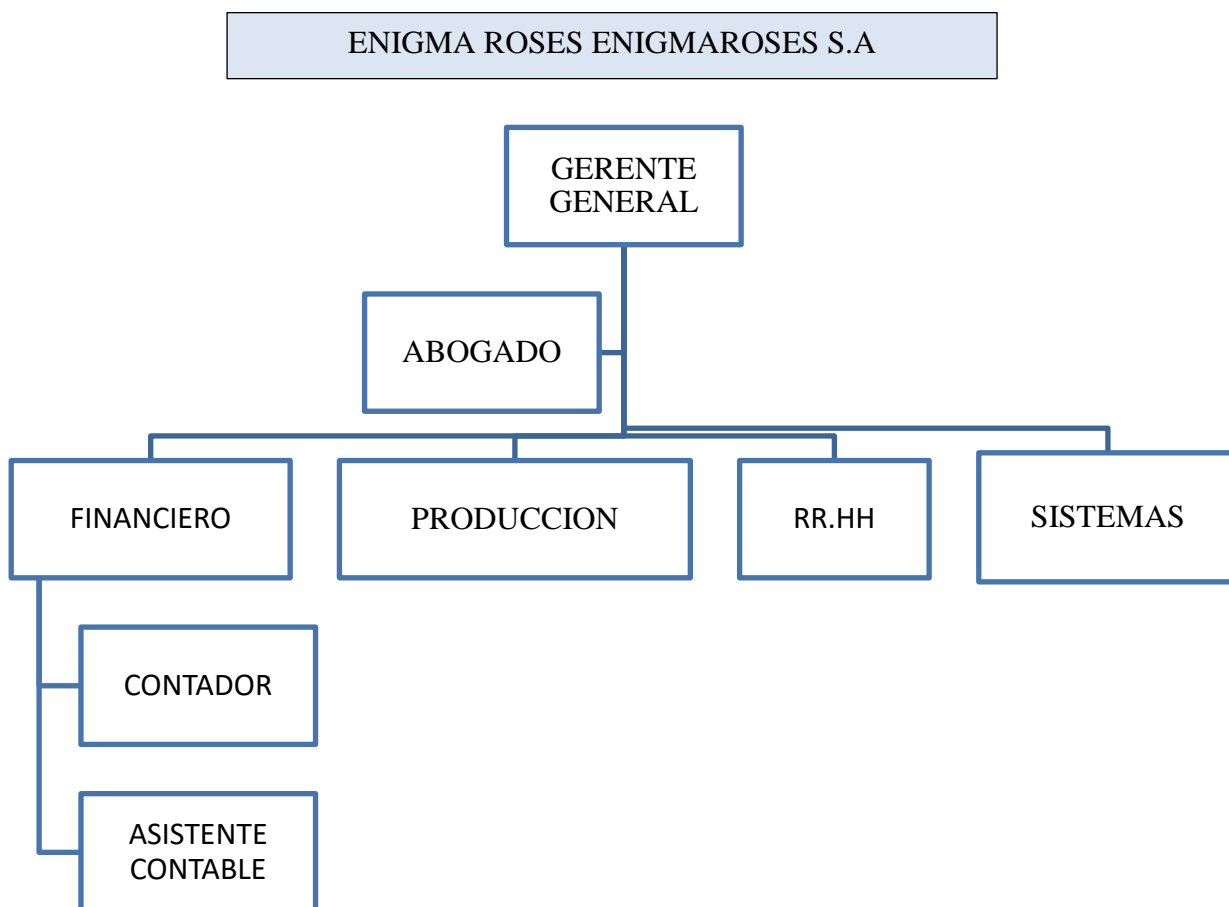 ENIGMA ROSES ENIGMAROSES S.A
GERENTE
GENERAL
ABOGADO
FINANCIERO
PRODUCCION
RR.HH
SISTEMAS
CONTADOR
ASISTENTE
CONTABLE